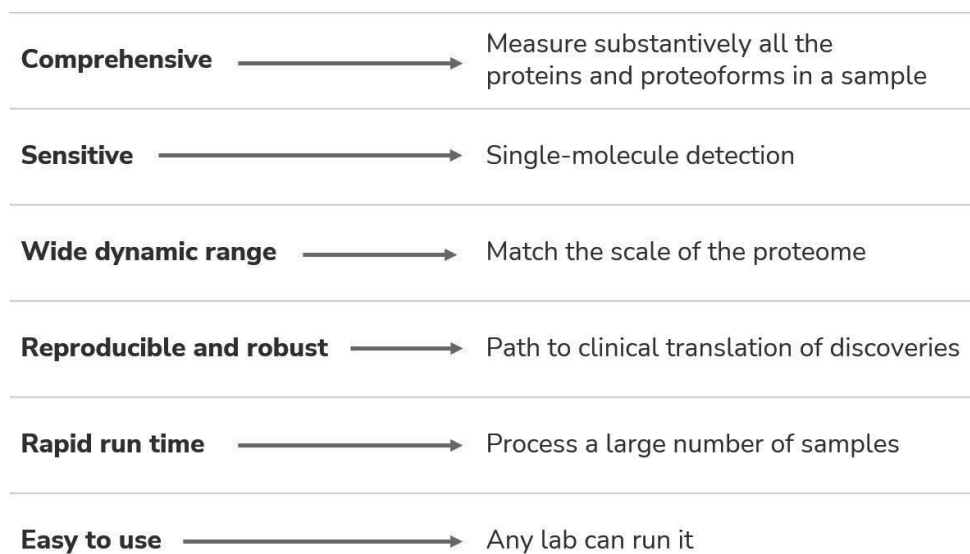 Comprehensive
Measure substantively all the
proteins and proteoforms in a sample
Sensitive
Single-molecule detection
Wide dynamic range
Match the scale of the proteome
Reproducible and robust
Path to clinical translation of discoveries
Rapid run time
Process a large number of samples
Easy to use
Any lab can run it